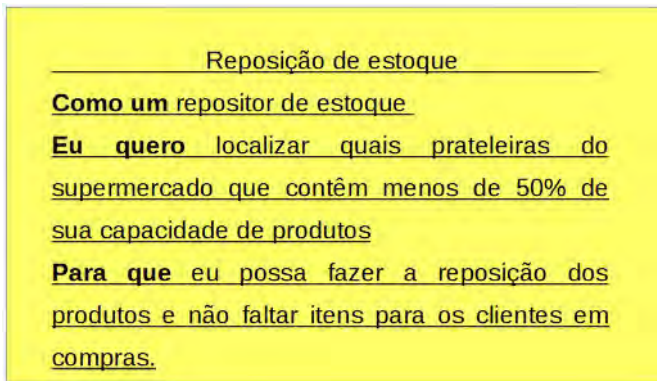 Reposição de estoque
Como um repositor de estoque
Eu quero localizar quais prateleiras do
supermercado que contêm menos de 50% de
sua capacidade de produtos
Para que eu possa fazer a reposição dos
produtos e não faltar itens para os clientes em
compras.